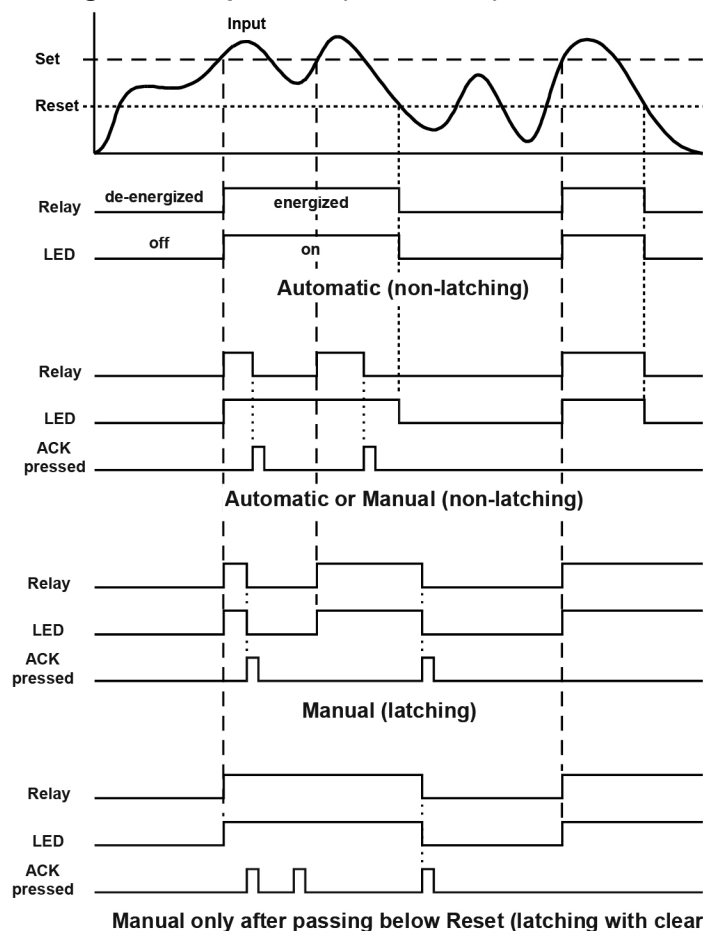 Input
Set
Reset
de-energized
energized
Relay
off
on
LED
Automatic (non-latching)
Relay
LED
ACK
pressed
Automatic or Manual (non-latching)
Relay
LED
ACK
pressed
Manual (latching)
Relay
LED
ACK
pressed
Manual only after passing below Reset (latching with clear